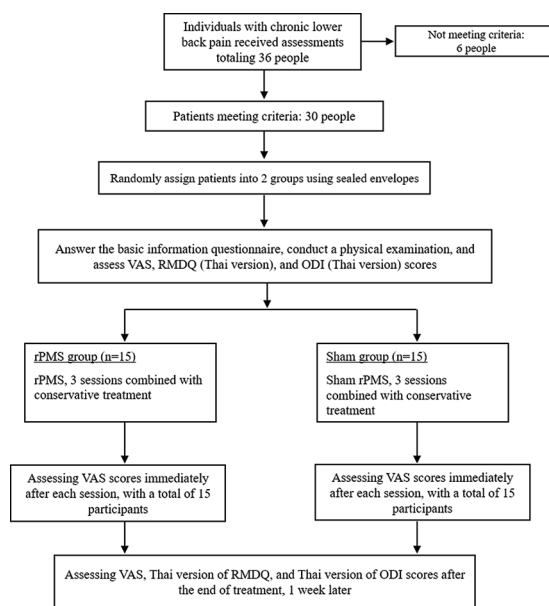 Individuals with chronic lower
back pain received assessments
totaling 36 people
Not meeting criteria:
6 people
Patients meeting criteria: 30 people
Randomly assign patients into 2 groups using sealed envelopes
Answer the basic information questionnaire, conduct a physical examination, and
assess VAS, RMDQ (Thai version), and ODI (Thai version) scores
rPMS group (n=15)
rPMS, 3 sessions combined with
conservative treatment
Sham group (n=15)
Sham rPMS, 3 sessions
combined with conservative
treatment
Assessing VAS scores immediately
after each session, with a total of 15
participants
Assessing VAS scores immediately
after each session, with a total of 15
participants
Assessing VAS, Thai version of RMDQ, and Thai version of ODI scores after
the end of treatment, 1 week later